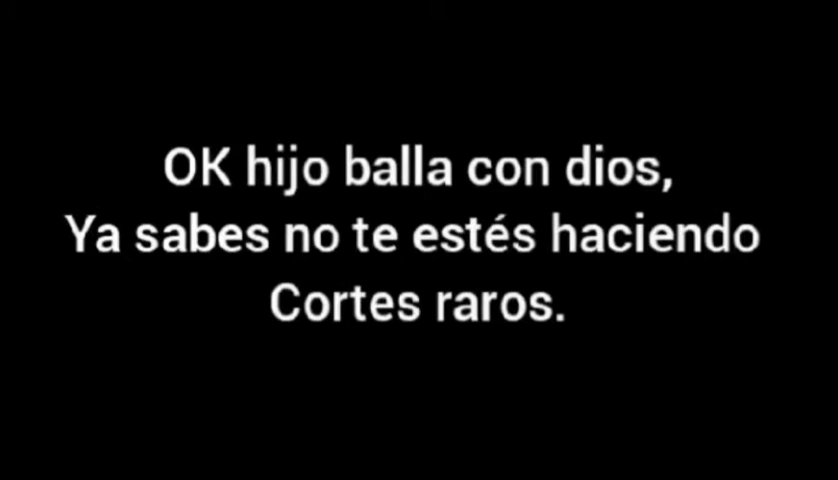 OK hijo balla con dios,
Ya sabes no te estés haciendo
Cortes raros.